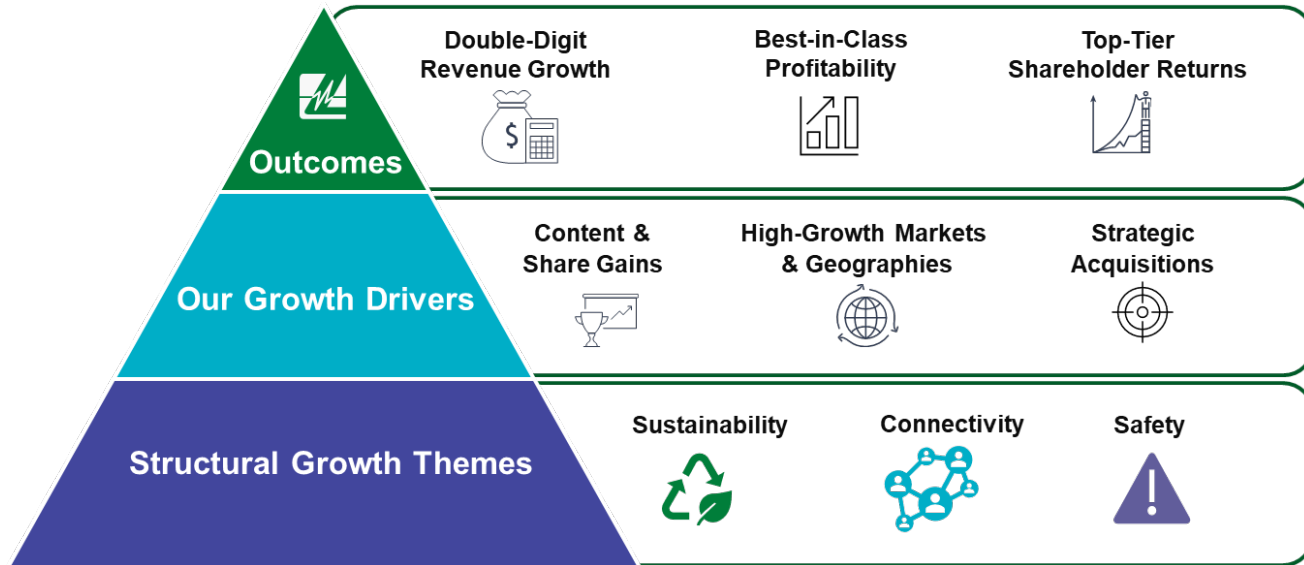 Outcomes
Double-Digit
Revenue Growth
$
Best-in-Class
Profitability
Top-Tier
Shareholder Returns
Our Growth Drivers
Content &
Share Gains
High-Growth Markets
& Geographies
Strategic
Acquisitions
Structural Growth Themes
Sustainability
Connectivity
Safety
!